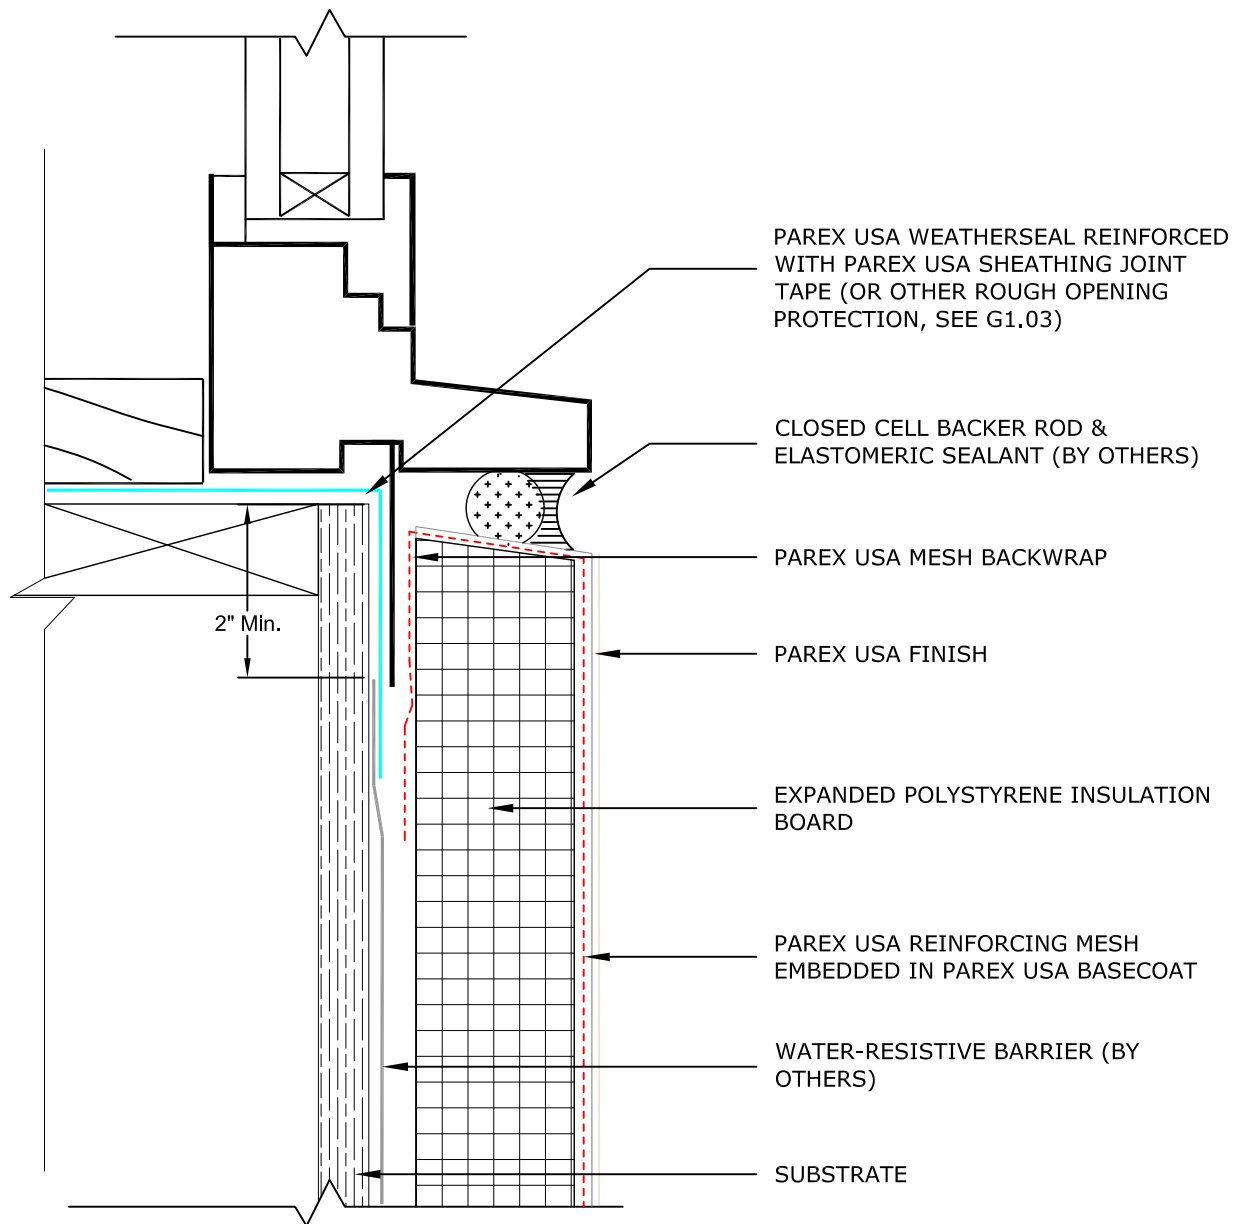 PAREX USA WEATHERSEAL REINFORCED
WITH PAREX USA SHEATHING JOINT
TAPE (OR OTHER ROUGH OPENING
PROTECTION, SEE G1.03)
CLOSED CELL BACKER ROD &
ELASTOMERIC SEALANT (BY OTHERS)
PAREX USA MESH BACKWRAP
2" Min.
PAREX USA FINISH
EXPANDED POLYSTYRENE INSULATION
BOARD
PAREX USA REINFORCING MESH
EMBEDDED IN PAREX USA BASECOAT
WATER-RESISTIVE BARRIER (BY
OTHERS)
SUBSTRATE